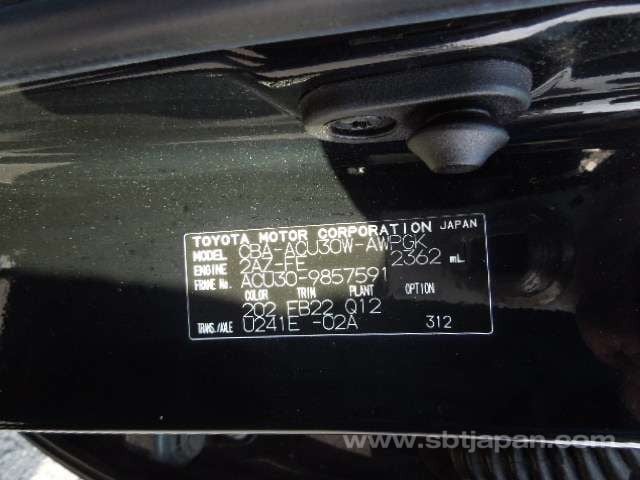 TOYOTA MOTOR CORPORATION JAPAN
MODEL CBA-ACU30W-AWPGK
ENGINE 2AZ-FE 2362 mL
FRAME No. ACU30-9857591
COLOR TRIM PLANT OPTION
202 FB22 Q12
TRANS./AXLE U241E -02A 312
www.sbtjapan.com